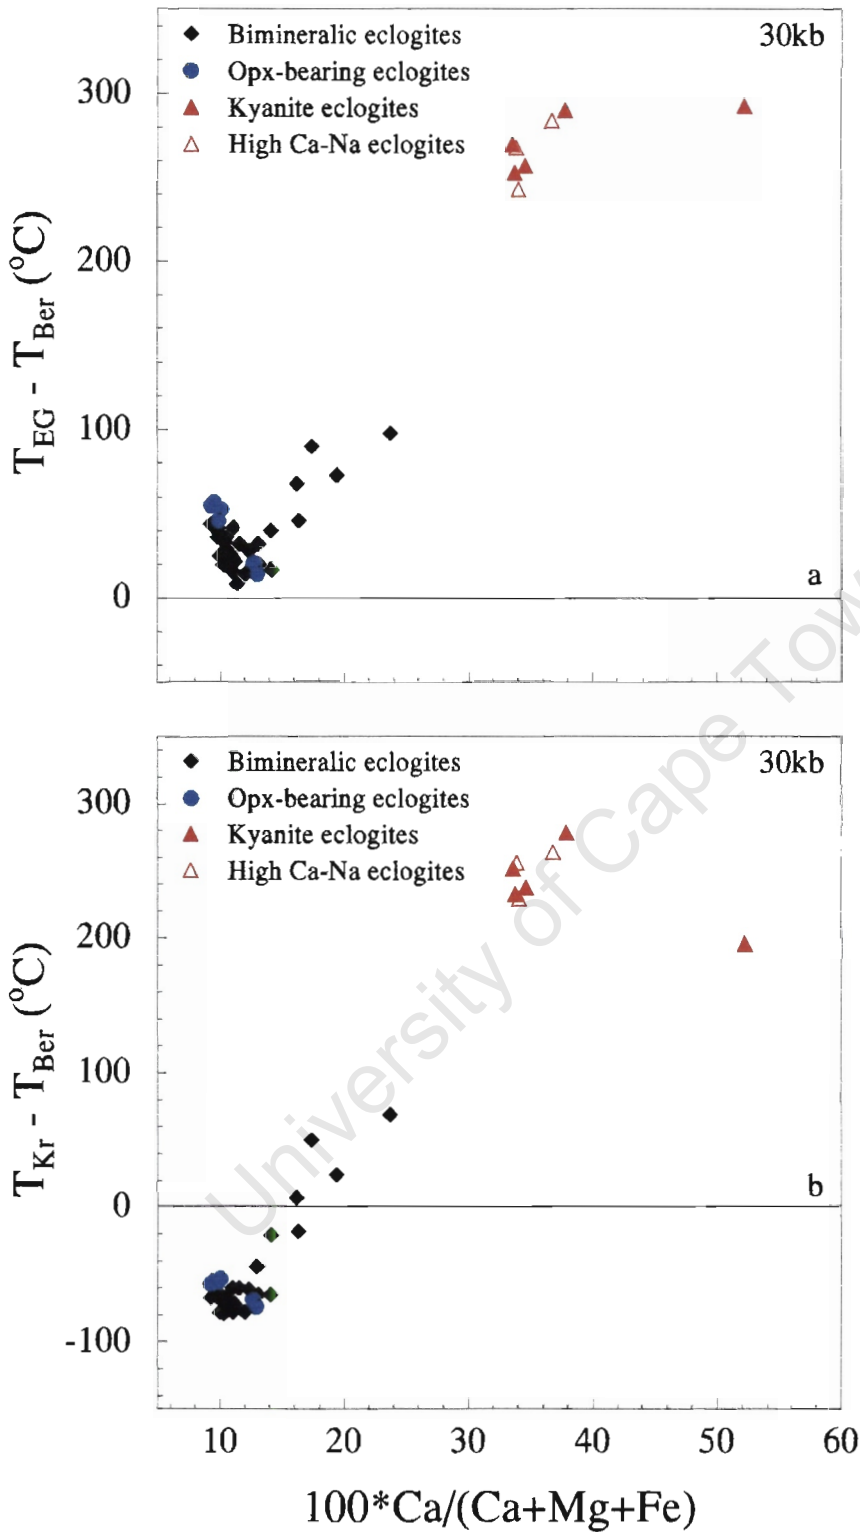 30kb
Bimineralic eclogites
Opx-bearing eclogites
Kyanite eclogites
High Ca-Na eclogites
300
200
100
0
T_EG - T_Ber (°C)
a
30kb
Bimineralic eclogites
Opx-bearing eclogites
Kyanite eclogites
High Ca-Na eclogites
300
200
100
0
-100
T_Kr - T_Ber (°C)
b
10 20 30 40 50 60
100*Ca/(Ca+Mg+Fe)
University of Cape Tow